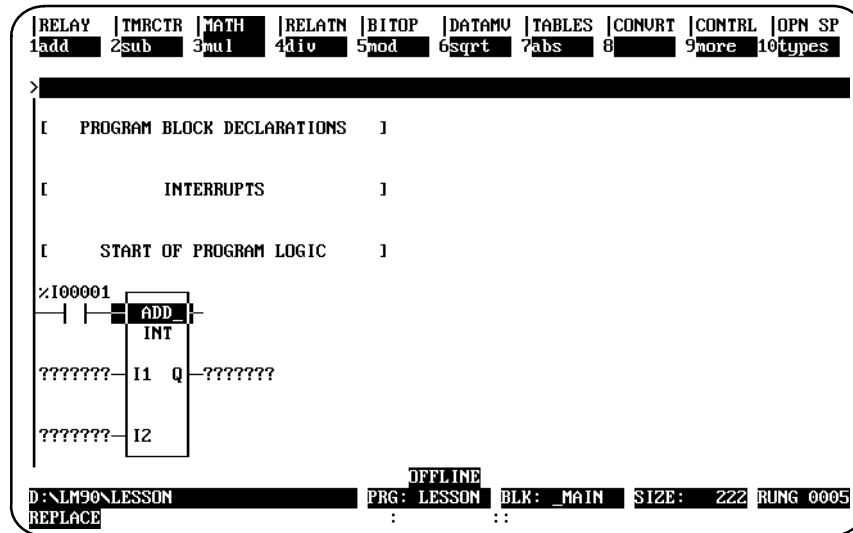 |RELAY |TMRCTR |MATH |RELATN |BITOP |DATAMV |TABLES |CONVRT |CONTRL |OPN SP
1add 2sub 3mul 4div 5mod 6sqrt 7abs 8 9more 10types
>
[ PROGRAM BLOCK DECLARATIONS ]
[ INTERRUPTS ]
[ START OF PROGRAM LOGIC ]
%I00001
ADD_
INT
??????? I1 Q ???????
??????? I2
OFFLINE
D:\LM90\LESSON PRG: LESSON BLK: _MAIN SIZE: 222 RUNG 0005
REPLACE : ::